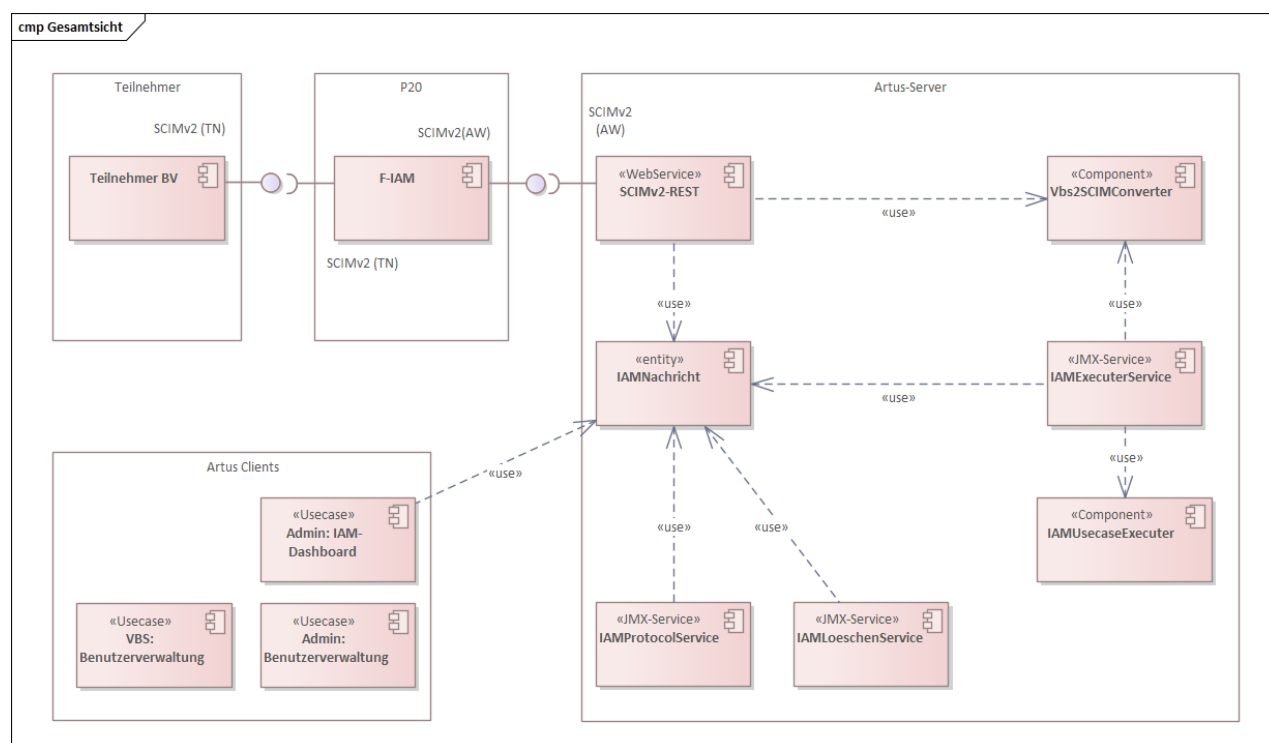 cmp Gesamtsicht
Teilnehmer
SCIMv2 (TN)
Teilnehmer BV
P20
SCIMv2(AW)
F-IAM
SCIMv2 (TN)
Artus-Server
SCIMv2
(AW)
«WebService»
SCIMv2-REST
«use»
«Component»
Vbs2SCIMConverter
«use»
«use»
«entity»
IAMNachricht
«use»
«JMX-Service»
IAMExecuterService
«use»
«Component»
IAMUsecaseExecuter
«use»
«use»
«JMX-Service»
IAMProtocolService
«JMX-Service»
IAMLoeschenService
Artus Clients
«use»
«Usecase»
Admin: IAM-
Dashboard
«Usecase»
VBS:
Benutzerverwaltung
«Usecase»
Admin:
Benutzerverwaltung